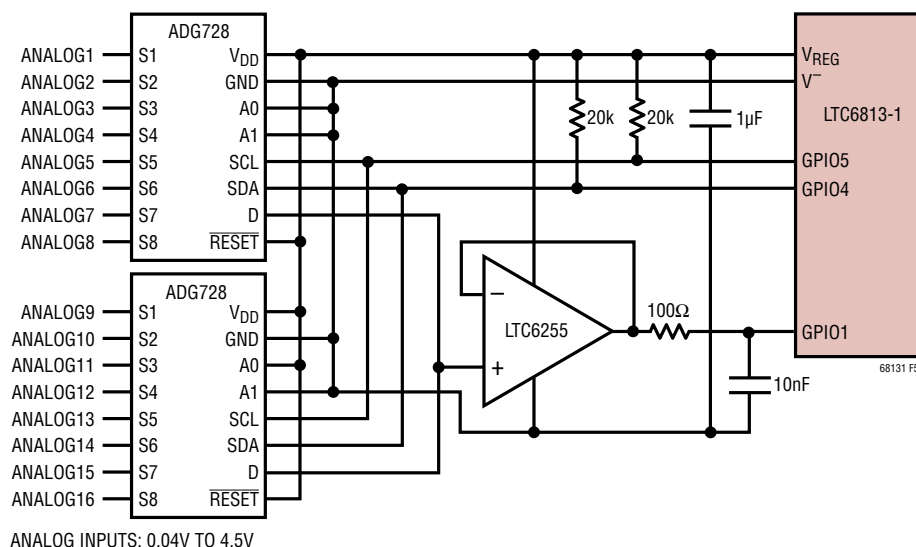 ADG728
ANALOG1 S1 VDD
ANALOG2 S2 GND
ANALOG3 S3 A0
ANALOG4 S4 A1
ANALOG5 S5 SCL
ANALOG6 S6 SDA
ANALOG7 S7 D
ANALOG8 S8 RESET
ADG728
ANALOG9 S1 VDD
ANALOG10 S2 GND
ANALOG11 S3 A0
ANALOG12 S4 A1
ANALOG13 S5 SCL
ANALOG14 S6 SDA
ANALOG15 S7 D
ANALOG16 S8 RESET
20k
20k
1µF
VREG
V−
LTC6813-1
GPIO5
GPIO4
−
LTC6255
+
100Ω
GPIO1
10nF
68131 F5
ANALOG INPUTS: 0.04V TO 4.5V